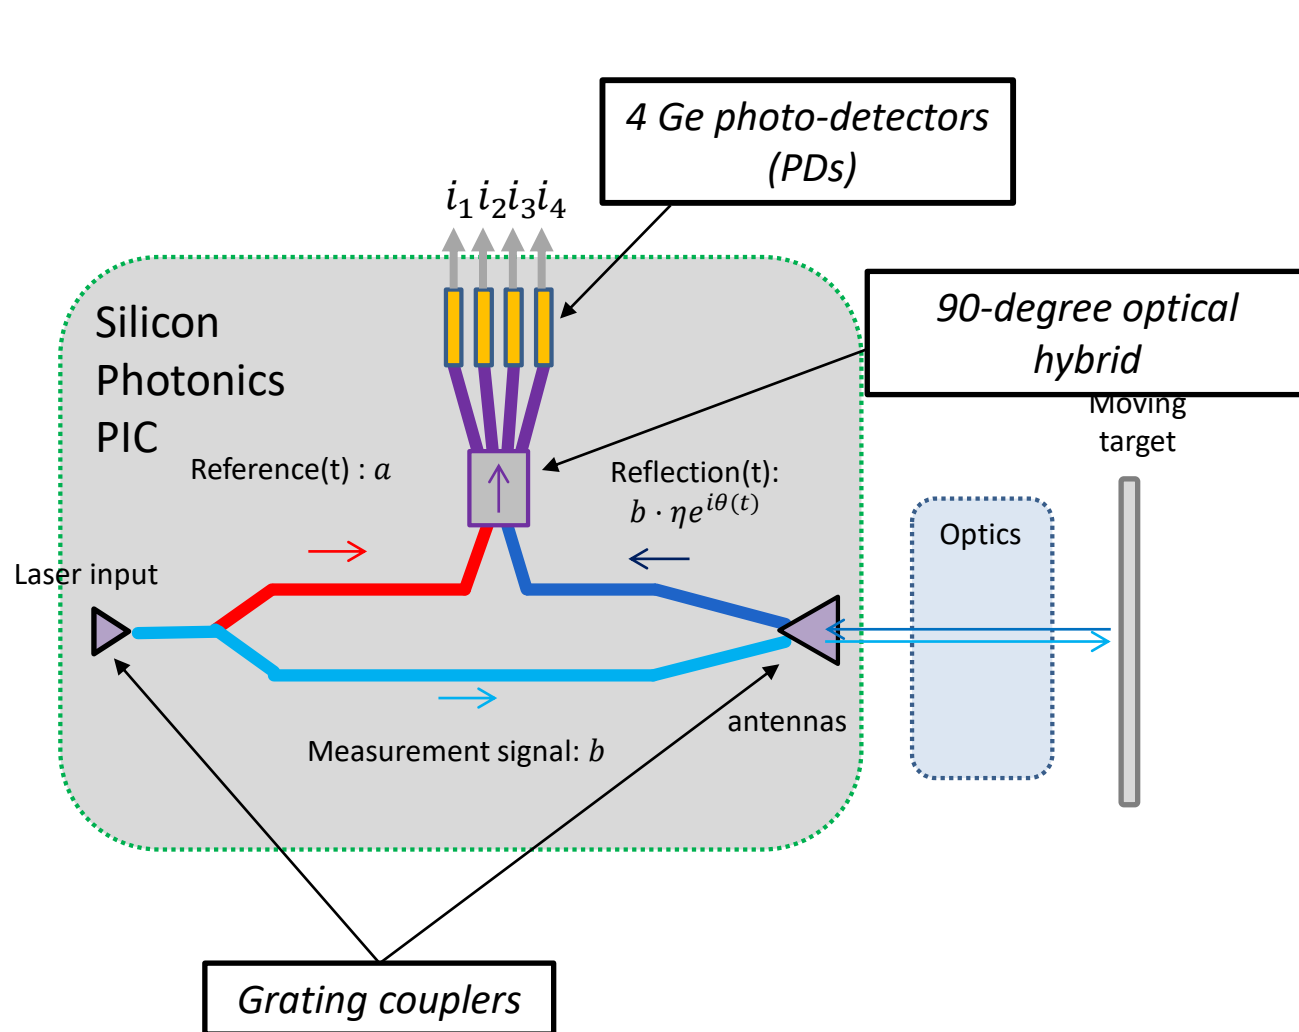 4 Ge photo-detectors
(PDs)
i₁ i₂ i₃ i₄
Silicon
Photonics
PIC
90-degree optical
hybrid
Moving
target
Reference(t) : a
Reflection(t):
b · ηe^{iθ(t)}
Optics
Laser input
antennas
Measurement signal: b
Grating couplers